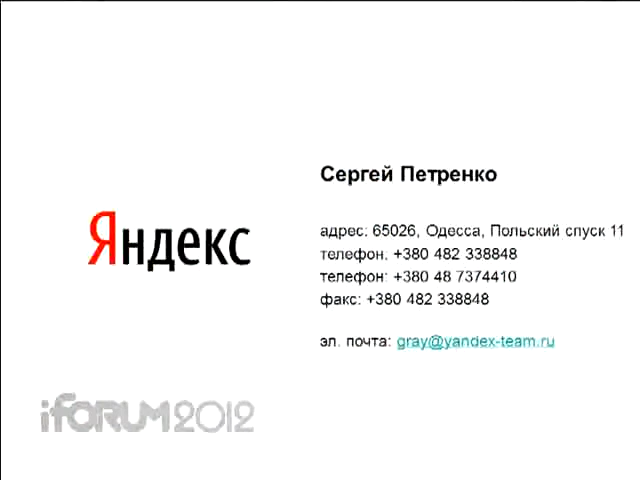 Сергей Петренко
Яндекс
адрес: 65026, Одесса, Польский спуск 11
телефон: +380 482 338848
телефон: +380 48 7374410
факс: +380 482 338848
эл. почта: gray@yandex-team.ru
iFORUM2012